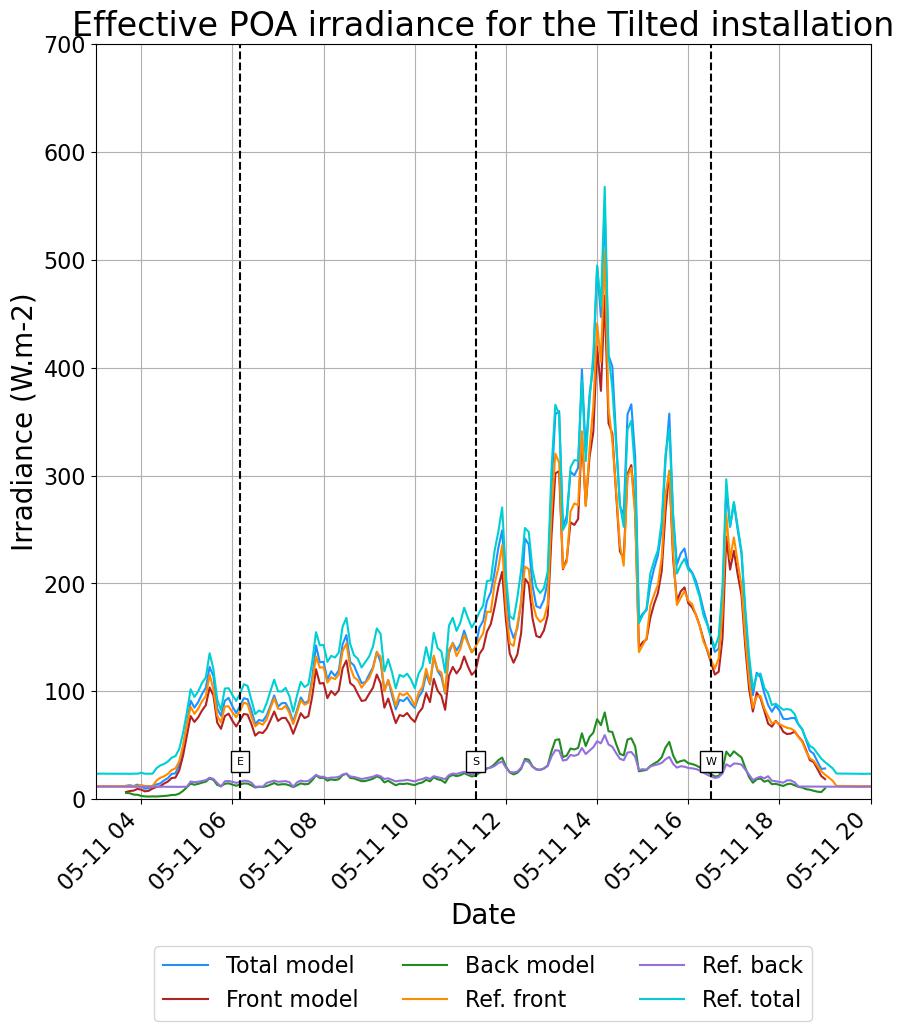 Effective POA irradiance for the Tilted installation
700
600
500
400
300
200
100
0
Irradiance (W.m-2)
E
S
W
05-11 04
05-11 06
05-11 08
05-11 10
05-11 12
05-11 14
05-11 16
05-11 18
05-11 20
Date
Total model
Back model
Ref. back
Front model
Ref. front
Ref. total